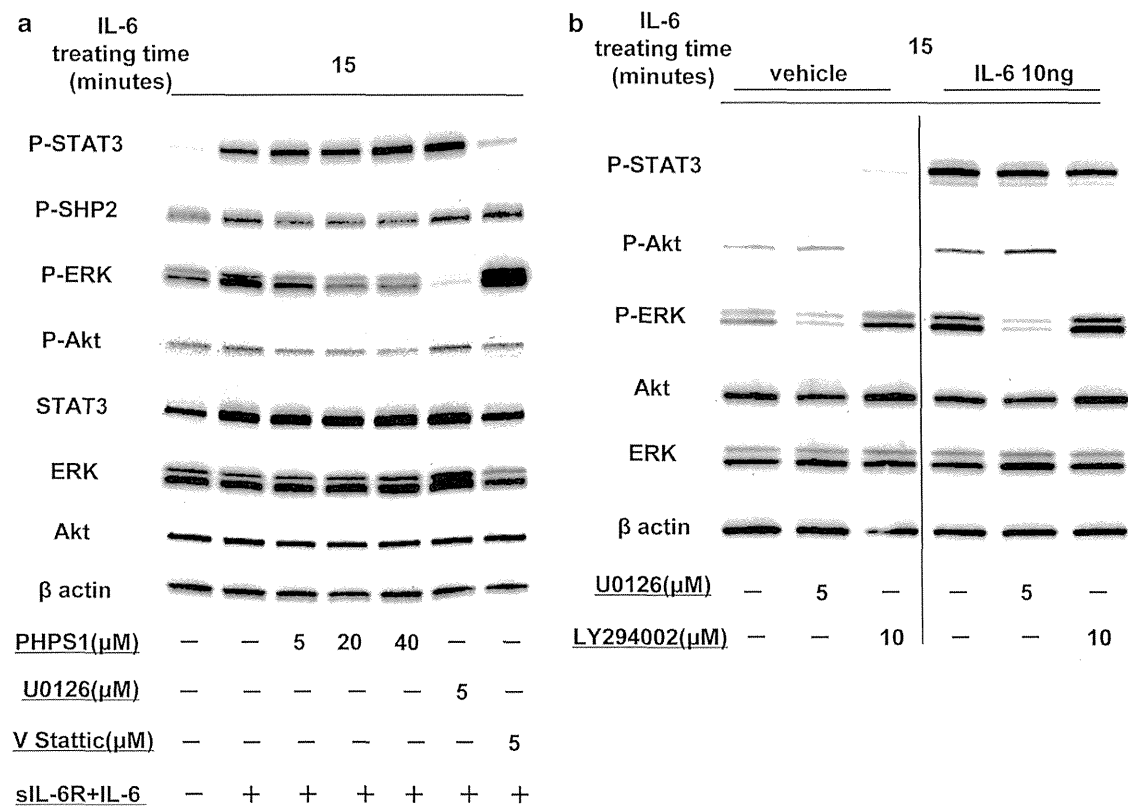 a
IL-6
treating time
(minutes)
15
P-STAT3
P-SHP2
P-ERK
P-Akt
STAT3
ERK
Akt
β actin
PHPS1(μM) − − 5 20 40 − −
U0126(μM) − − − − − 5 −
V Stattic(μM) − − − − − − 5
sIL-6R+IL-6 − + + + + + +
b
IL-6
treating time
(minutes)
15
vehicle IL-6 10ng
P-STAT3
P-Akt
P-ERK
Akt
ERK
β actin
U0126(μM) − 5 − − 5 −
LY294002(μM) − − 10 − − 10